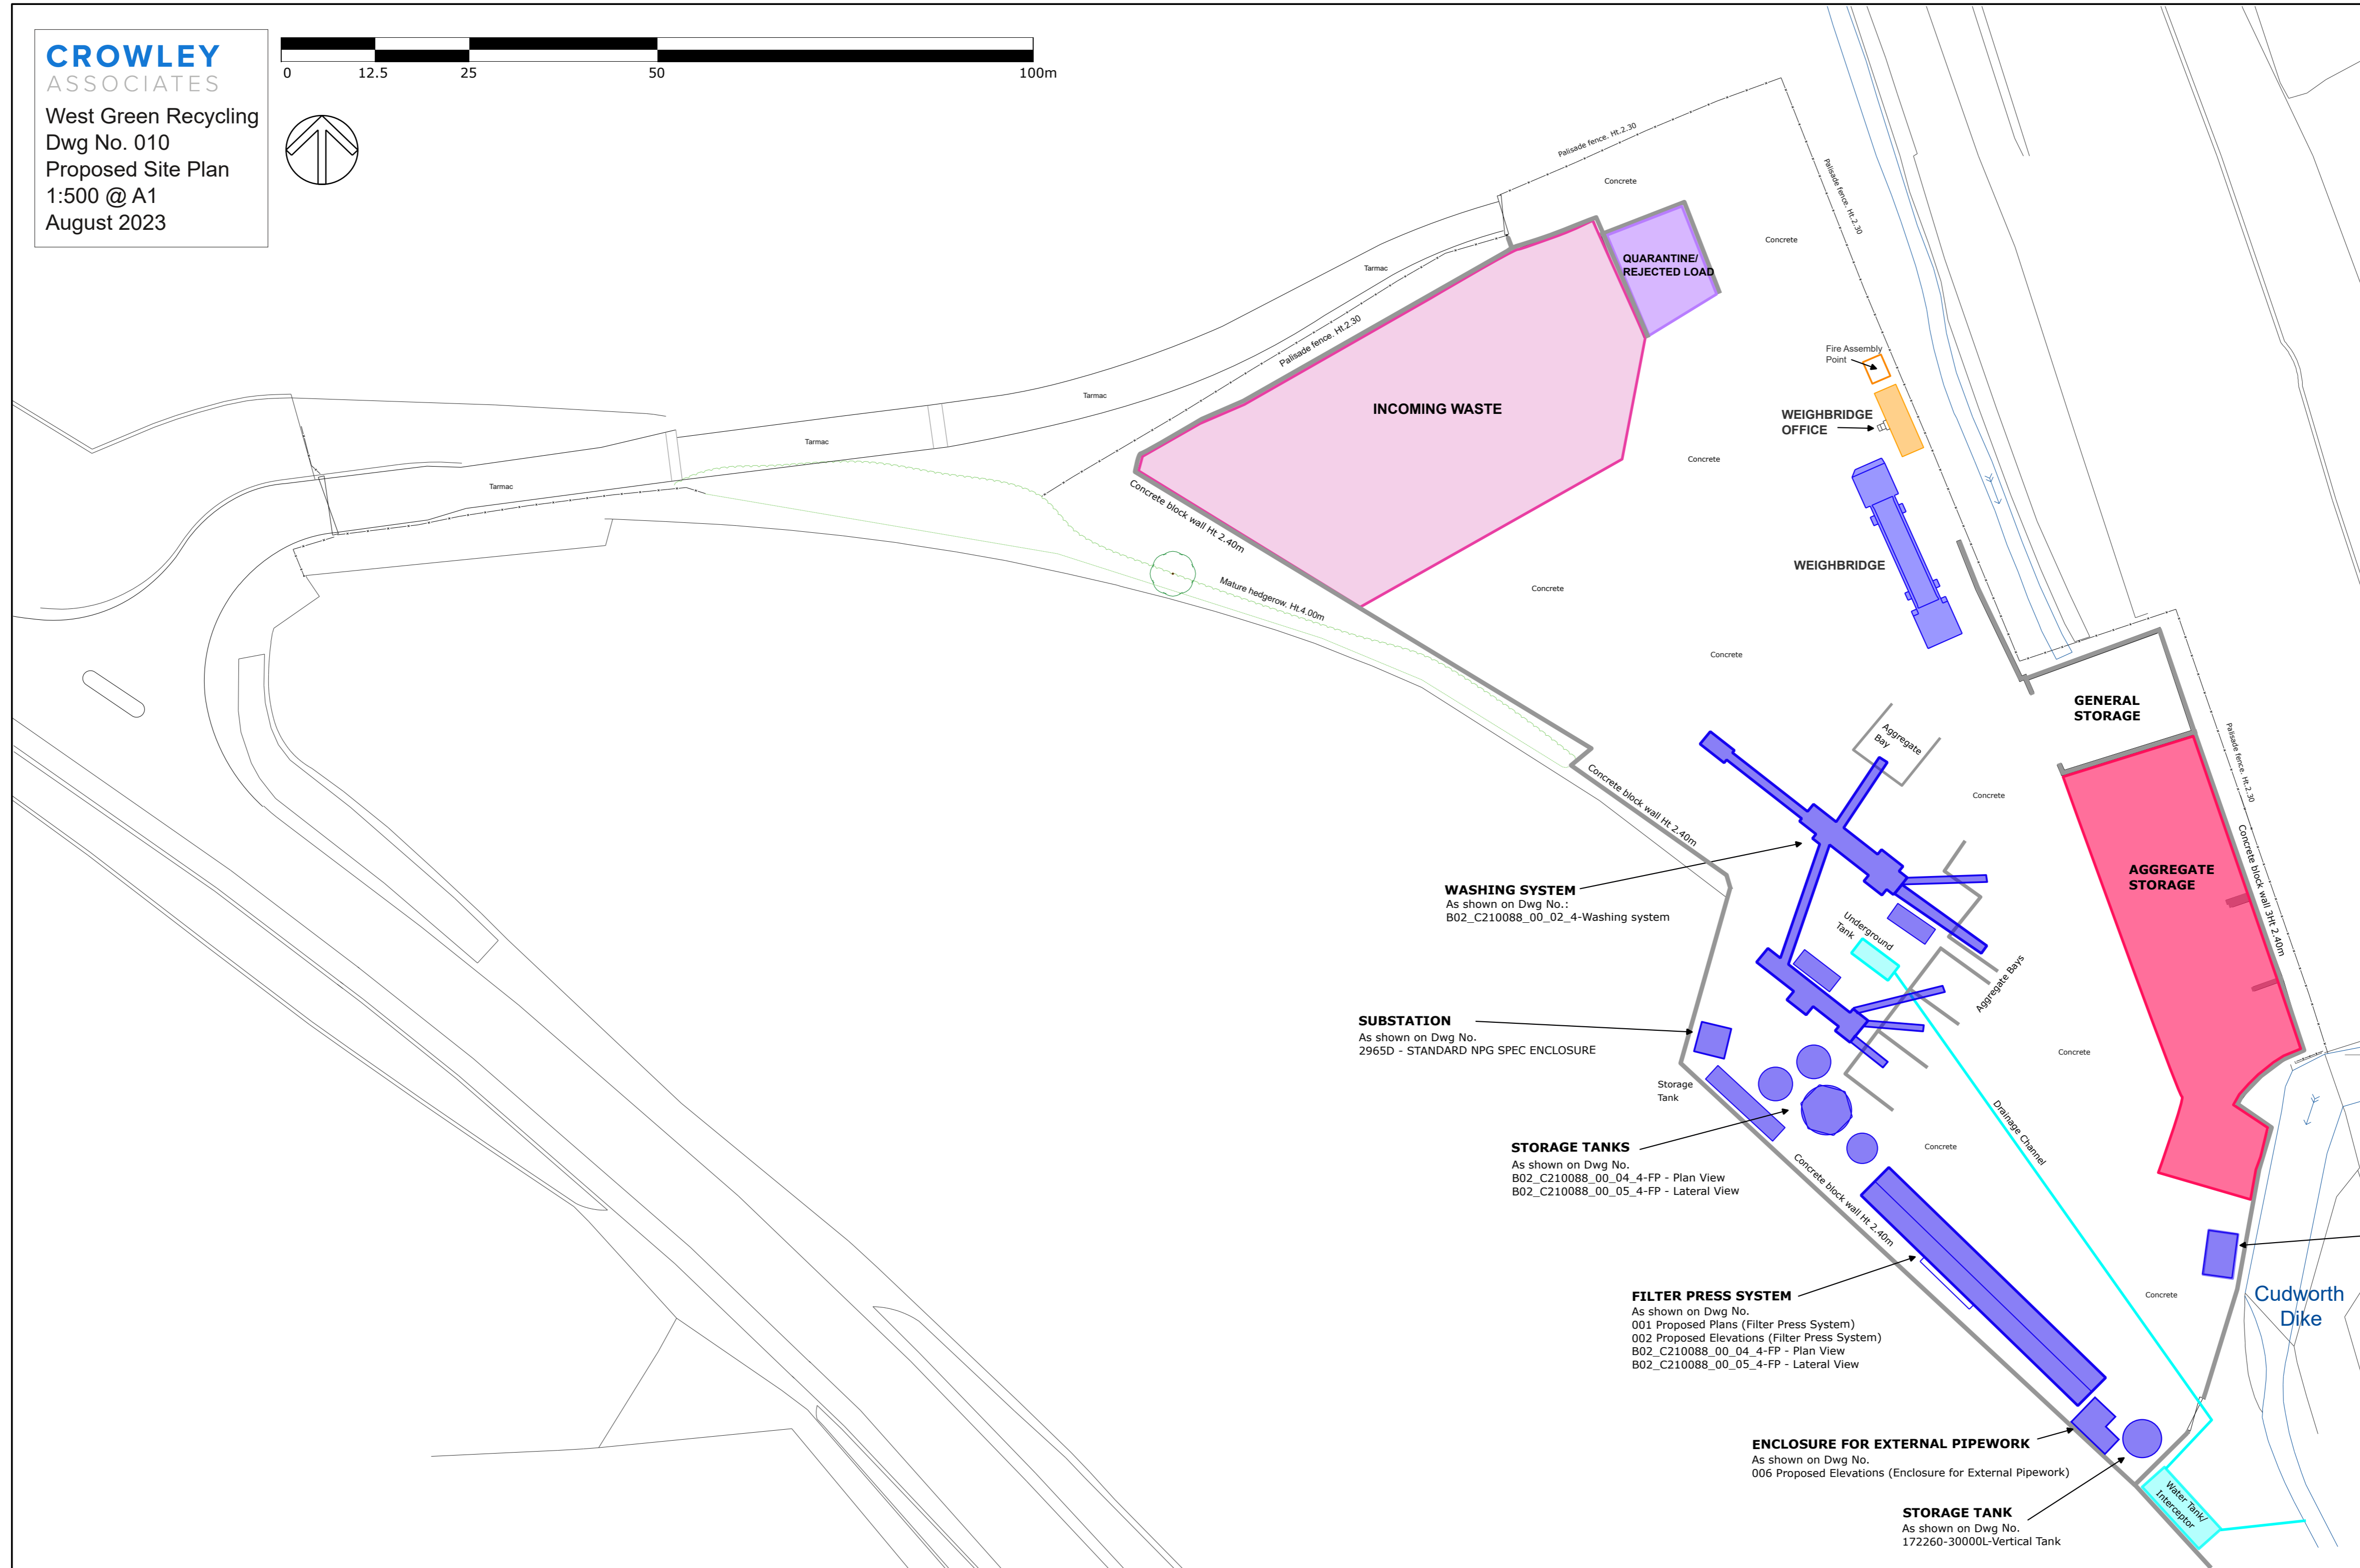 CROWLEY
ASSOCIATES
West Green Recycling
Dwg No. 010
Proposed Site Plan
1:500 @ A1
August 2023
0 12.5 25 50 100m
Palisade fence. Ht.2.30
Concrete
Palisade fence. Ht.2.30
Concrete
QUARANTINE/
REJECTED LOAD
Tarmac
Palisade fence. Ht.2.30
Fire Assembly
Point
Tarmac
INCOMING WASTE
WEIGHBRIDGE
OFFICE
Tarmac
Concrete
Tarmac
Concrete block wall Ht 2.40m
WEIGHBRIDGE
Mature hedgerow. Ht.4.00m
Concrete
Concrete
GENERAL
STORAGE
Aggregate
Bay
Palisade fence. Ht.2.30
Concrete block wall Ht 2.40m
Concrete
Concrete block wall 3Ht 2.40m
AGGREGATE
STORAGE
WASHING SYSTEM
As shown on Dwg No.:
B02_C210088_00_02_4-Washing system
Underground
Tank
Aggregate Bays
SUBSTATION
As shown on Dwg No.
2965D - STANDARD NPG SPEC ENCLOSURE
Concrete
Storage
Tank
Drainage Channel
STORAGE TANKS
As shown on Dwg No.
B02_C210088_00_04_4-FP - Plan View
B02_C210088_00_05_4-FP - Lateral View
Concrete
Concrete block wall Ht 2.40m
FILTER PRESS SYSTEM
As shown on Dwg No.
001 Proposed Plans (Filter Press System)
002 Proposed Elevations (Filter Press System)
B02_C210088_00_04_4-FP - Plan View
B02_C210088_00_05_4-FP - Lateral View
Concrete
Cudworth
Dike
ENCLOSURE FOR EXTERNAL PIPEWORK
As shown on Dwg No.
006 Proposed Elevations (Enclosure for External Pipework)
Water Tank/
Interceptor
STORAGE TANK
As shown on Dwg No.
172260-30000L-Vertical Tank